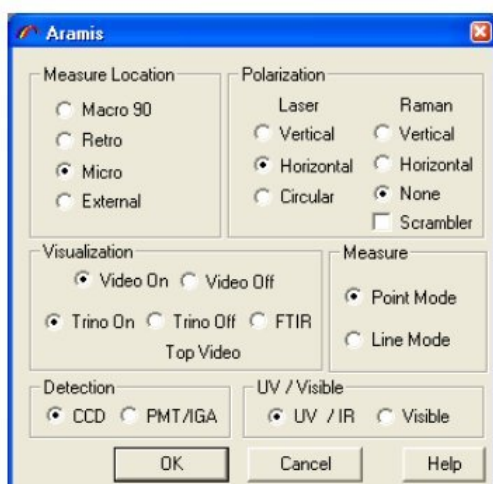 Aramis
Measure Location
Macro 90
Retro
Micro
External
Polarization
Laser
Vertical
Horizontal
Circular
Raman
Vertical
Horizontal
None
Scrambler
Visualization
Video On Video Off
Trino On Trino Off FTIR
Top Video
Measure
Point Mode
Line Mode
Detection
CCD PMT/IGA
UV / Visible
UV / IR Visible
OK Cancel Help